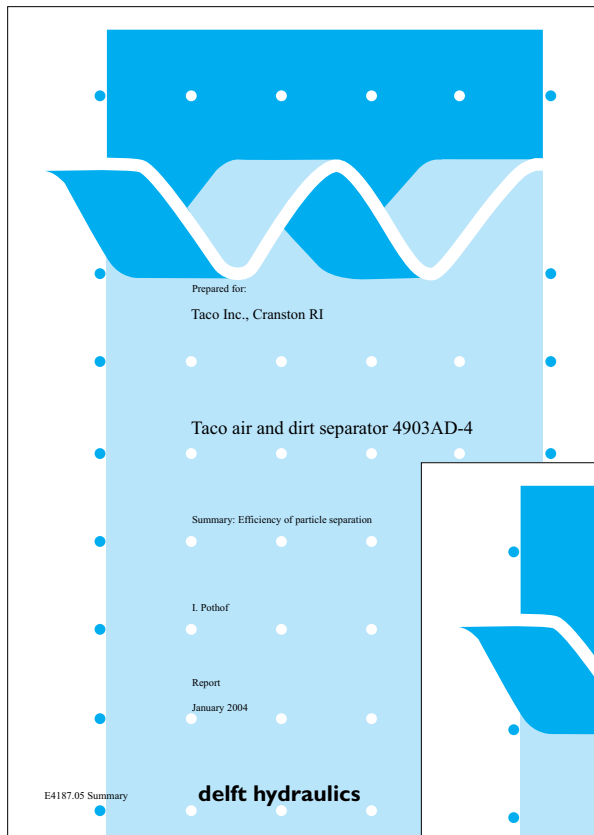 Prepared for:
Taco Inc., Cranston RI
Taco air and dirt separator 4903AD-4
Summary: Efficiency of particle separation
I. Pothof
Report
January 2004
E4187.05 Summary
delft hydraulics